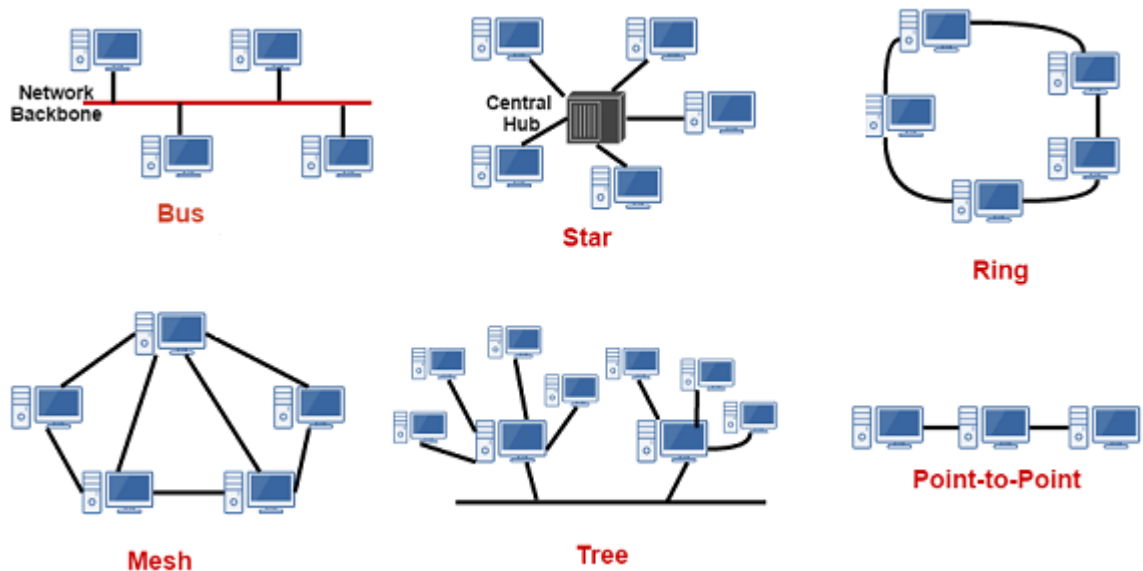 Network
Backbone
Bus
Central
Hub
Star
Ring
Mesh
Tree
Point-to-Point